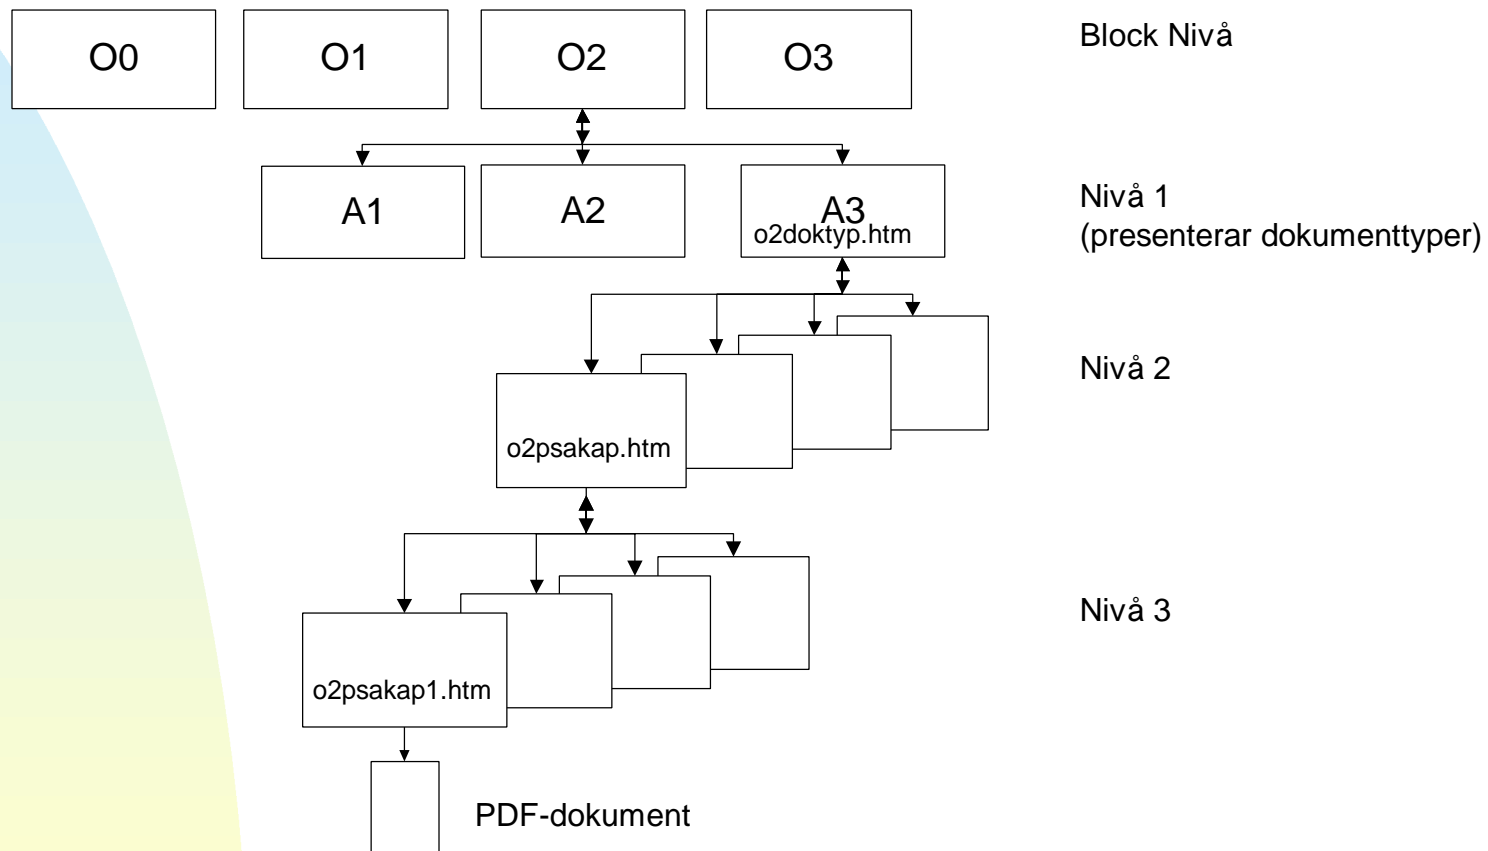 O0
O1
O2
O3
Block Nivå
A1
A2
A3
o2doktyp.htm
Nivå 1
(presenterar dokumenttyper)
Nivå 2
o2psakap.htm
Nivå 3
o2psakap1.htm
PDF-dokument